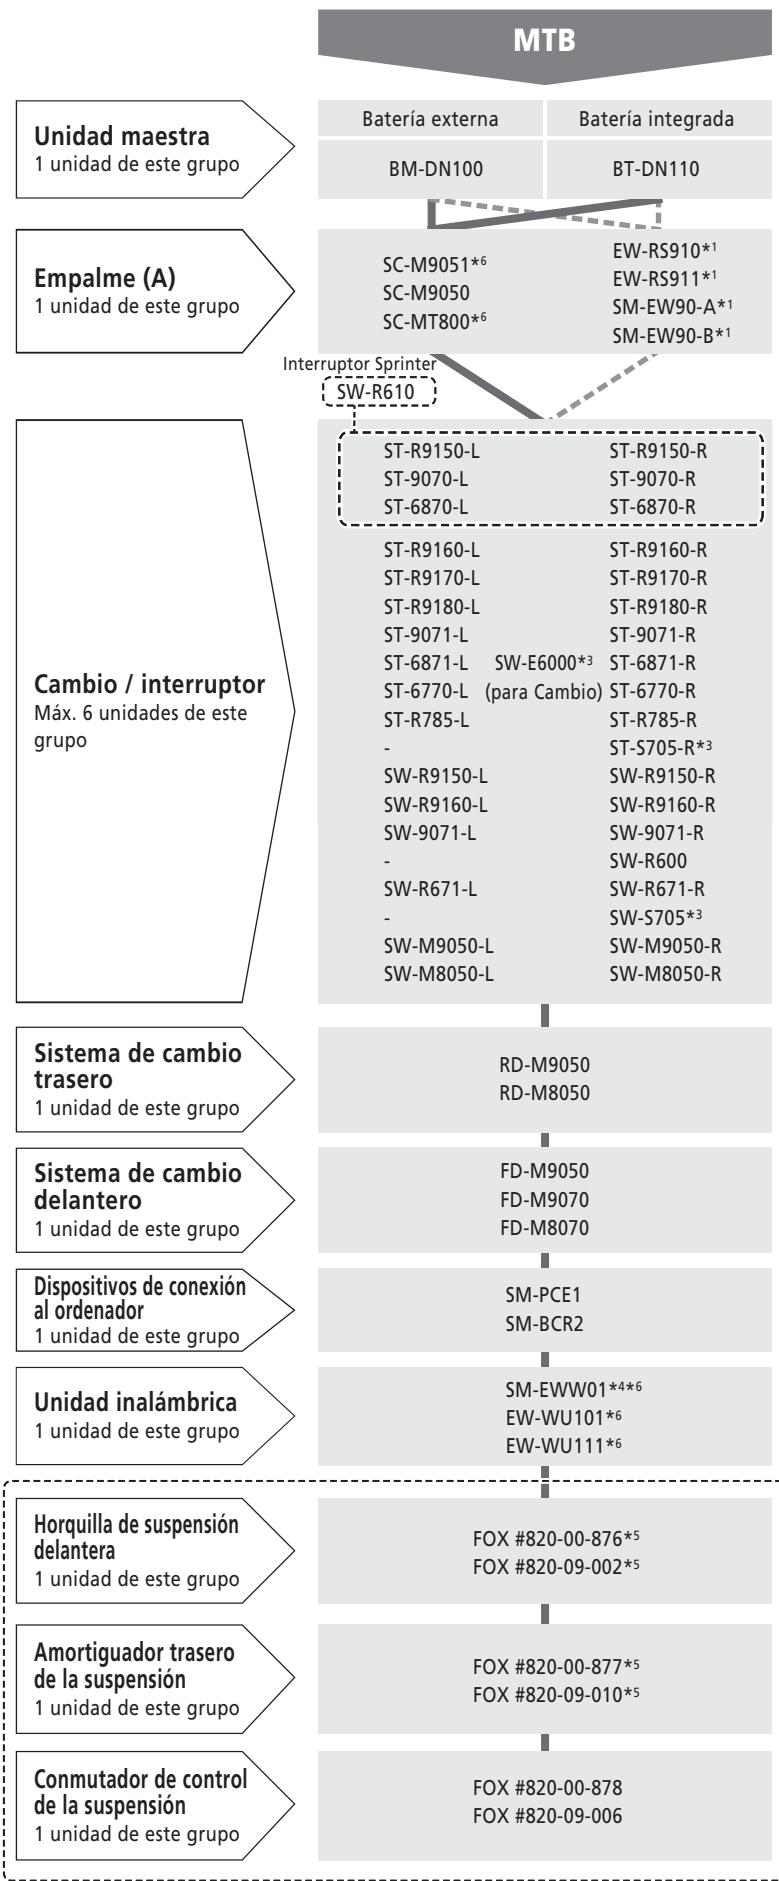 MTB
Unidad maestra
1 unidad de este grupo
Batería externa
Batería integrada
BM-DN100
BT-DN110
Empalme (A)
1 unidad de este grupo
SC-M9051*6
SC-M9050
SC-MT800*6
EW-RS910*1
EW-RS911*1
SM-EW90-A*1
SM-EW90-B*1
Interruptor Sprinter
SW-R610
Cambio / interruptor
Máx. 6 unidades de este
grupo
ST-R9150-L ST-R9150-R
ST-9070-L ST-9070-R
ST-6870-L ST-6870-R
ST-R9160-L ST-R9160-R
ST-R9170-L ST-R9170-R
ST-R9180-L ST-R9180-R
ST-9071-L ST-9071-R
ST-6871-L SW-E6000*3 ST-6871-R
ST-6770-L (para Cambio) ST-6770-R
ST-R785-L ST-R785-R
- ST-S705-R*3
SW-R9150-L SW-R9150-R
SW-R9160-L SW-R9160-R
SW-9071-L SW-9071-R
- SW-R600
SW-R671-L SW-R671-R
- SW-S705*3
SW-M9050-L SW-M9050-R
SW-M8050-L SW-M8050-R
Sistema de cambio
trasero
1 unidad de este grupo
RD-M9050
RD-M8050
Sistema de cambio
delantero
1 unidad de este grupo
FD-M9050
FD-M9070
FD-M8070
Dispositivos de conexión
al ordenador
1 unidad de este grupo
SM-PCE1
SM-BCR2
Unidad inalámbrica
1 unidad de este grupo
SM-EWW01*4*6
EW-WU101*6
EW-WU111*6
Horquilla de suspensión
delantera
1 unidad de este grupo
FOX #820-00-876*5
FOX #820-09-002*5
Amortiguador trasero
de la suspensión
1 unidad de este grupo
FOX #820-00-877*5
FOX #820-09-010*5
Conmutador de control
de la suspensión
1 unidad de este grupo
FOX #820-00-878
FOX #820-09-006